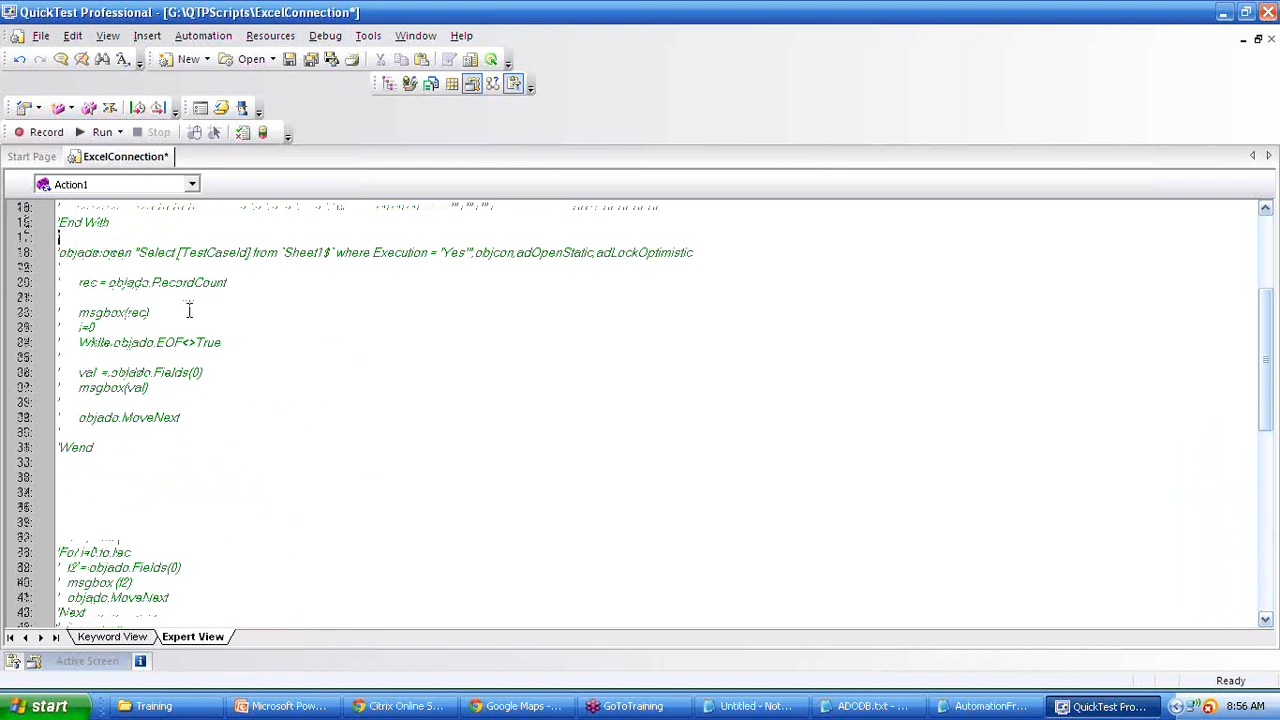 QuickTest Professional - [G:\QTPScripts\ExcelConnection*]
File Edit View Insert Automation Resources Debug Tools Window Help
New Open
Record Run Stop
Start Page ExcelConnection*
Action1
'End With
'objado.open "Select [TestCaseId] from `Sheet1$` where Execution = "Yes'",objcon,adOpenStatic,adLockOptimistic
'
' rec = objado.RecordCount
'
' msgbox(rec)
' i=0
' While objado.EOF<>True
' val = objado.Fields(0)
' msgbox(val)
'
' objado.MoveNext
'
'Wend
'For i=0 to rec
' f2 = objado.Fields(0)
' msgbox (f2)
' objado.MoveNext
'Next
Keyword View Expert View
Active Screen
Ready
start Training Microsoft Pow... Citrix Online ... Google Maps -... GoToTraining Untitled - Not... ADODB.txt - ... AutomationFr... QuickTest Pro... 8:56 AM